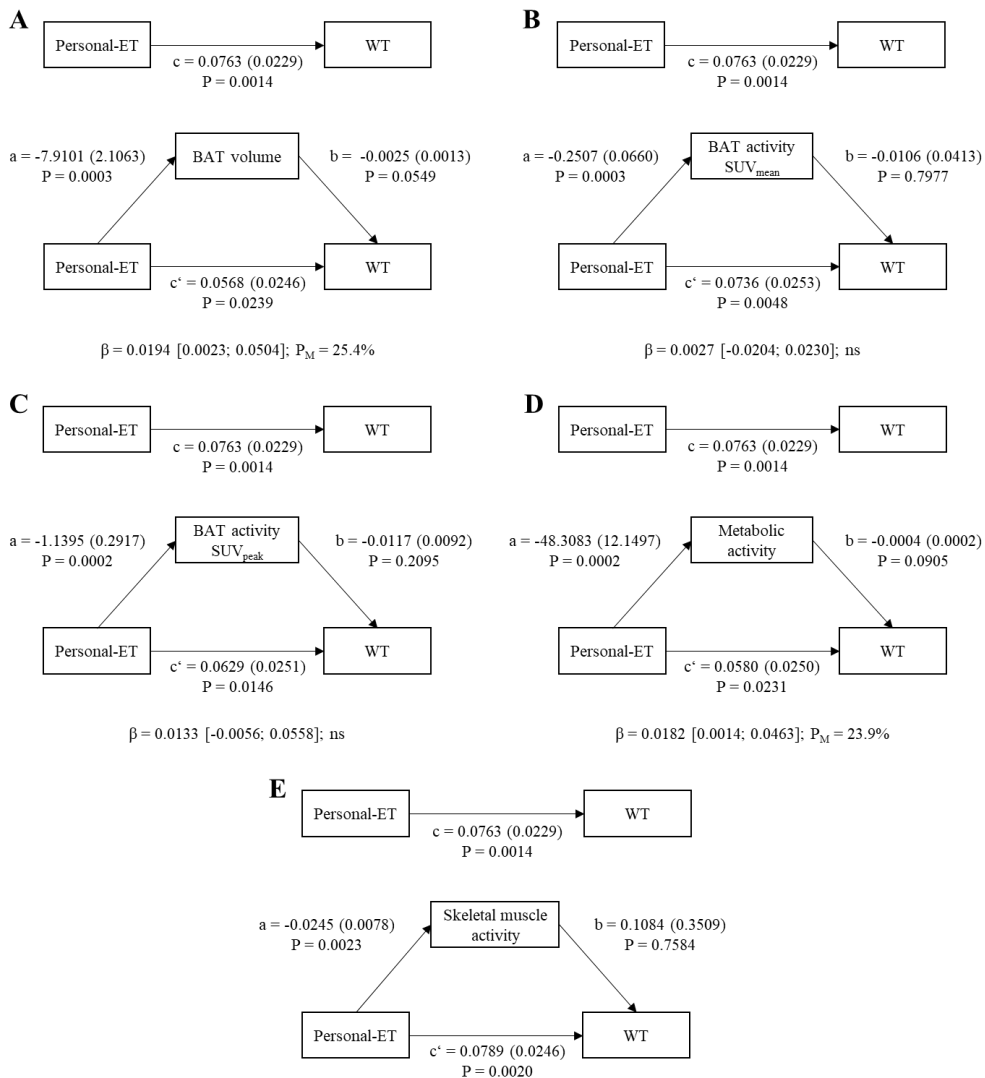 A
Personal-ET
WT
c = 0.0763 (0.0229)
P = 0.0014
a = -7.9101 (2.1063)
P = 0.0003
BAT volume
b = -0.0025 (0.0013)
P = 0.0549
Personal-ET
WT
c‘ = 0.0568 (0.0246)
P = 0.0239
β = 0.0194 [0.0023; 0.0504]; PM = 25.4%
B
Personal-ET
WT
c = 0.0763 (0.0229)
P = 0.0014
a = -0.2507 (0.0660)
P = 0.0003
BAT activity
SUVmean
b = -0.0106 (0.0413)
P = 0.7977
Personal-ET
WT
c‘ = 0.0736 (0.0253)
P = 0.0048
β = 0.0027 [-0.0204; 0.0230]; ns
C
Personal-ET
WT
c = 0.0763 (0.0229)
P = 0.0014
a = -1.1395 (0.2917)
P = 0.0002
BAT activity
SUVpeak
b = -0.0117 (0.0092)
P = 0.2095
Personal-ET
WT
c‘ = 0.0629 (0.0251)
P = 0.0146
β = 0.0133 [-0.0056; 0.0558]; ns
D
Personal-ET
WT
c = 0.0763 (0.0229)
P = 0.0014
a = -48.3083 (12.1497)
P = 0.0002
Metabolic
activity
b = -0.0004 (0.0002)
P = 0.0905
Personal-ET
WT
c‘ = 0.0580 (0.0250)
P = 0.0231
β = 0.0182 [0.0014; 0.0463]; PM = 23.9%
E
Personal-ET
WT
c = 0.0763 (0.0229)
P = 0.0014
a = -0.0245 (0.0078)
P = 0.0023
Skeletal muscle
activity
b = 0.1084 (0.3509)
P = 0.7584
Personal-ET
WT
c‘ = 0.0789 (0.0246)
P = 0.0020